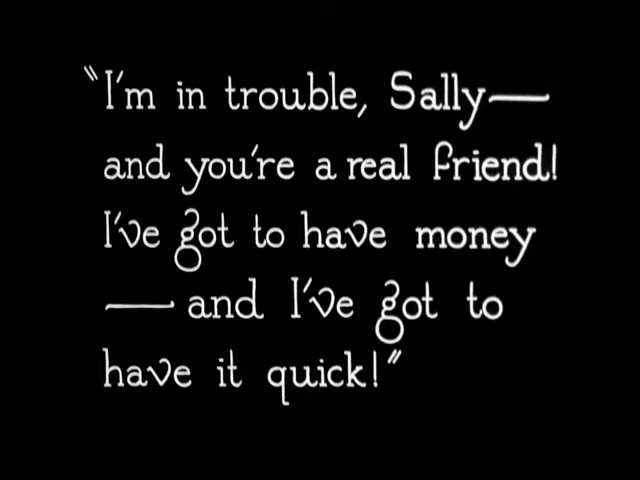 "I'm in trouble, Sally—
and you're a real friend!
I've got to have money
— and I've got to
have it quick!"